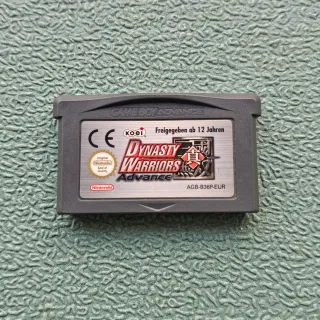 GAME BOY ADVANCE
CE
KOEI
Freigegeben ab 12 Jahren
DYNASTY
WARRIORS
Advance
Nintendo
AGB-B36P-EUR